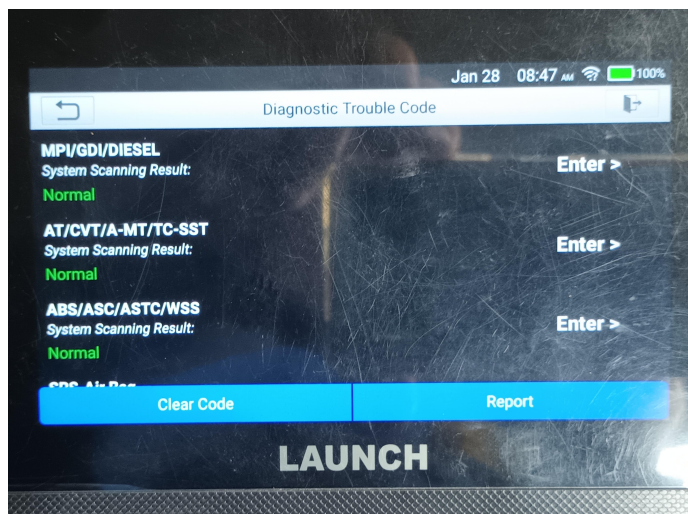 Jan 28 08:47 AM 100%
Diagnostic Trouble Code
MPI/GDI/DIESEL
System Scanning Result:
Enter >
Normal
AT/CVT/A-MT/TC-SST
System Scanning Result:
Enter >
Normal
ABS/ASC/ASTC/WSS
System Scanning Result:
Enter >
Normal
Clear Code
Report
LAUNCH